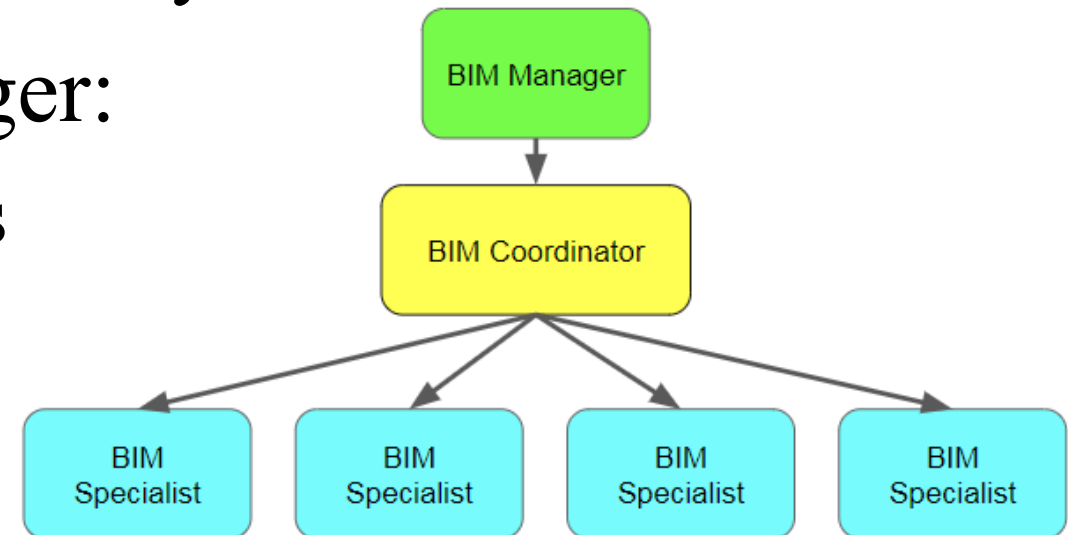 BIM Manager
ger:
s
BIM Coordinator
BIM
Specialist
BIM
Specialist
BIM
Specialist
BIM
Specialist